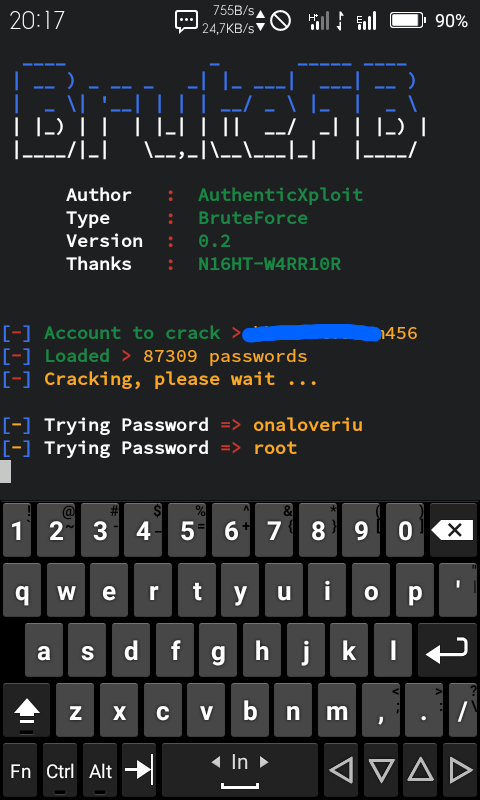 20:17 755B/s 24,7KB/s H E 90%
BruteFB
Author : AuthenticXploit
Type : BruteForce
Version : 0.2
Thanks : N16HT-W4RR10R
[-] Account to crack > 456
[-] Loaded > 87309 passwords
[-] Cracking, please wait ...
[-] Trying Password => onaloveriu
[-] Trying Password => root
1 ! 2 @ ~ 3 # - 4 $ _ 5 % = 6 ^ + 7 & { 8 * } 9 ( [ 0 ) ]
q w e r t y u i o p ' " |
a s d f g h j k l
z x c v b n m , < ; . > : / ? \
Fn Ctrl Alt In